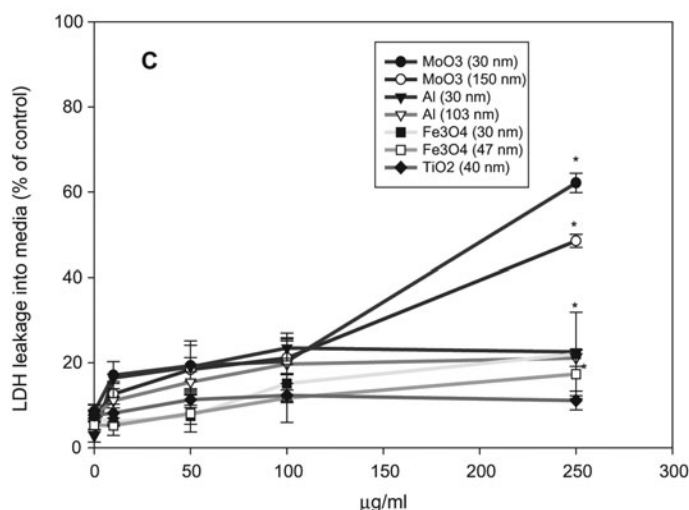 100
80
60
40
20
0
LDH leakage into media (% of control)
C
MoO3 (30 nm)
MoO3 (150 nm)
Al (30 nm)
Al (103 nm)
Fe3O4 (30 nm)
Fe3O4 (47 nm)
TiO2 (40 nm)
*
*
*
*
0 50 100 150 200 250 300
µg/ml